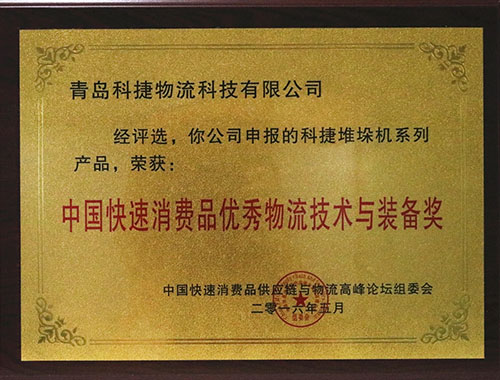 青岛科捷物流科技有限公司
经评选，你公司申报的科捷堆垛机系列
产品，荣获：
中国快速消费品优秀物流技术与装备奖
中国快速消费品供应链与物流高峰论坛组委会
二零一六年五月